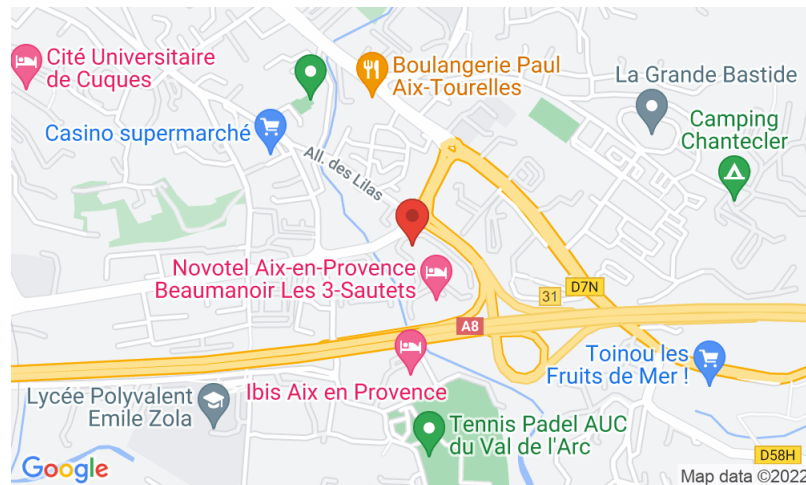 Cité Universitaire
de Cuques
Boulangerie Paul
Aix-Tourelles
La Grande Bastide
Casino supermarché
Camping
Chantecler
All. des Lilas
Novotel Aix-en-Provence
Beaumanoir Les 3-Sautets
31
D7N
A8
Toinou les
Fruits de Mer !
Ibis Aix en Provence
Lycée Polyvalent
Emile Zola
Tennis Padel AUC
du Val de l'Arc
D58H
Google
Map data ©2022